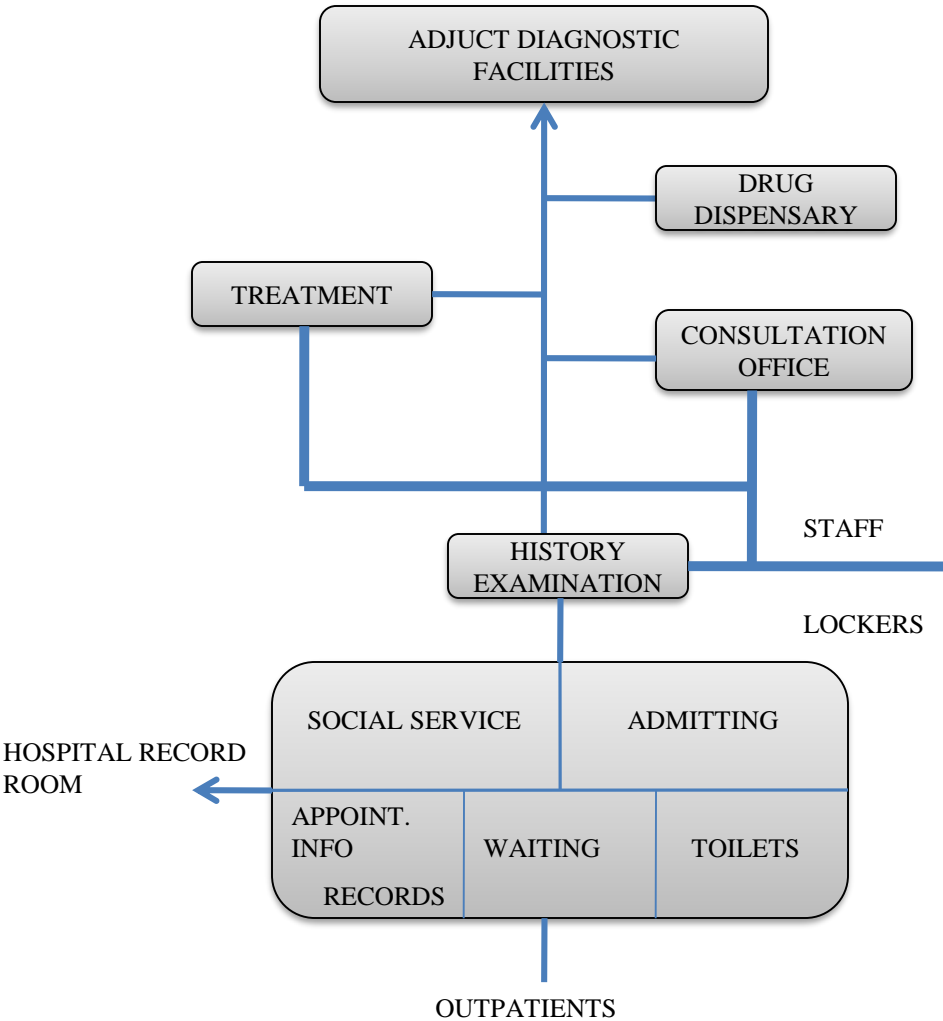 ADJUCT DIAGNOSTIC
FACILITIES
DRUG
DISPENSARY
TREATMENT
CONSULTATION
OFFICE
STAFF
HISTORY
EXAMINATION
LOCKERS
SOCIAL SERVICE
ADMITTING
HOSPITAL RECORD
ROOM
APPOINT.
INFO
RECORDS
WAITING
TOILETS
OUTPATIENTS